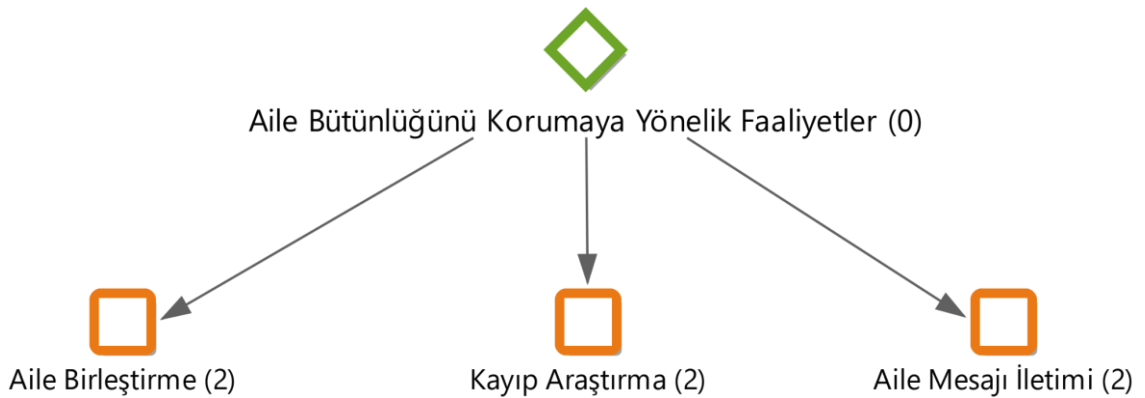 Aile Bütünlüğünü Korumaya Yönelik Faaliyetler (0)
Aile Birleştirme (2)
Kayıp Araştırma (2)
Aile Mesajı İletimi (2)